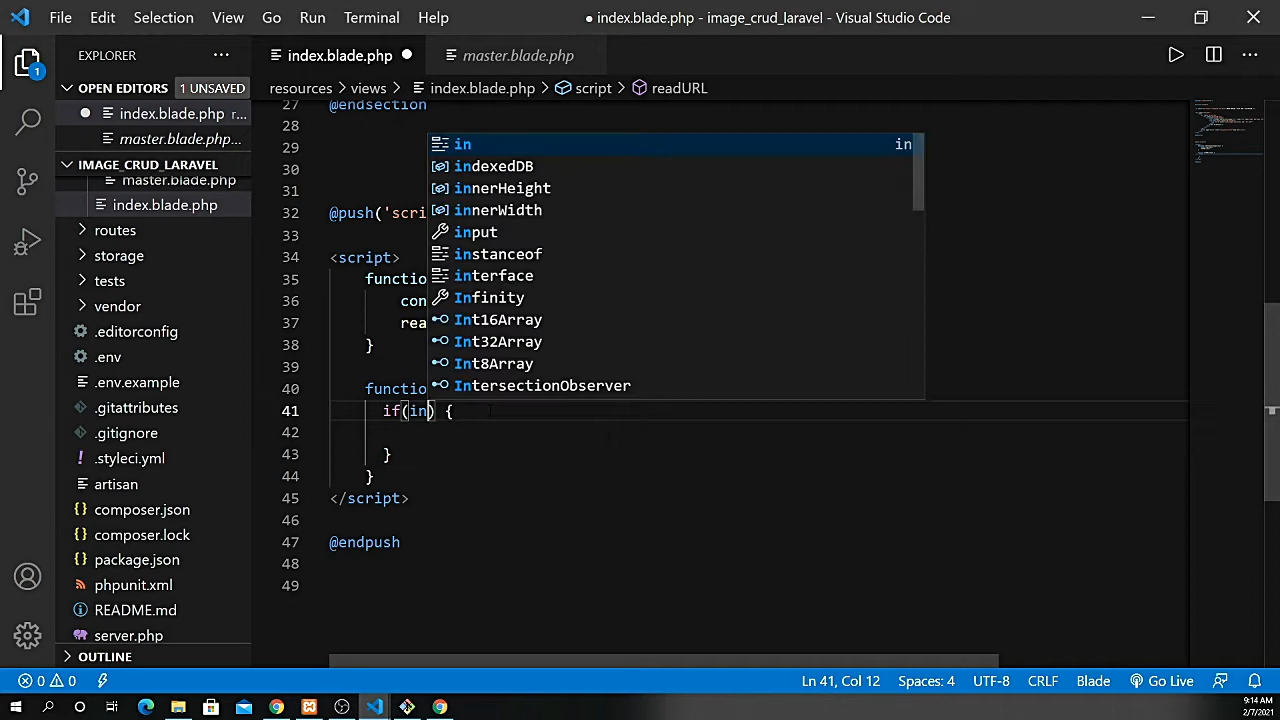 File Edit Selection View Go Run Terminal Help
● index.blade.php - image_crud_laravel - Visual Studio Code
EXPLORER
index.blade.php
master.blade.php
OPEN EDITORS 1 UNSAVED
index.blade.php r...
master.blade.php...
IMAGE_CRUD_LARAVEL
master.blade.php
index.blade.php
routes
storage
tests
vendor
.editorconfig
.env
.env.example
.gitattributes
.gitignore
.styleci.yml
artisan
composer.json
composer.lock
package.json
phpunit.xml
README.md
server.php
OUTLINE
resources > views > index.blade.php > script > readURL
27 @endsection
28
29
30
31
32 @push('scri
33
34 <script>
35 functio
36 con
37 rea
38 }
39
40 functio
41 if(in) {
42
43 }
44 }
45 </script>
46
47 @endpush
48
49
in in
indexedDB
innerHeight
innerWidth
input
instanceof
interface
Infinity
Int16Array
Int32Array
Int8Array
IntersectionObserver
1
0 0
Ln 41, Col 12 Spaces: 4 UTF-8 CRLF Blade Go Live
9:14 AM
2/7/2021